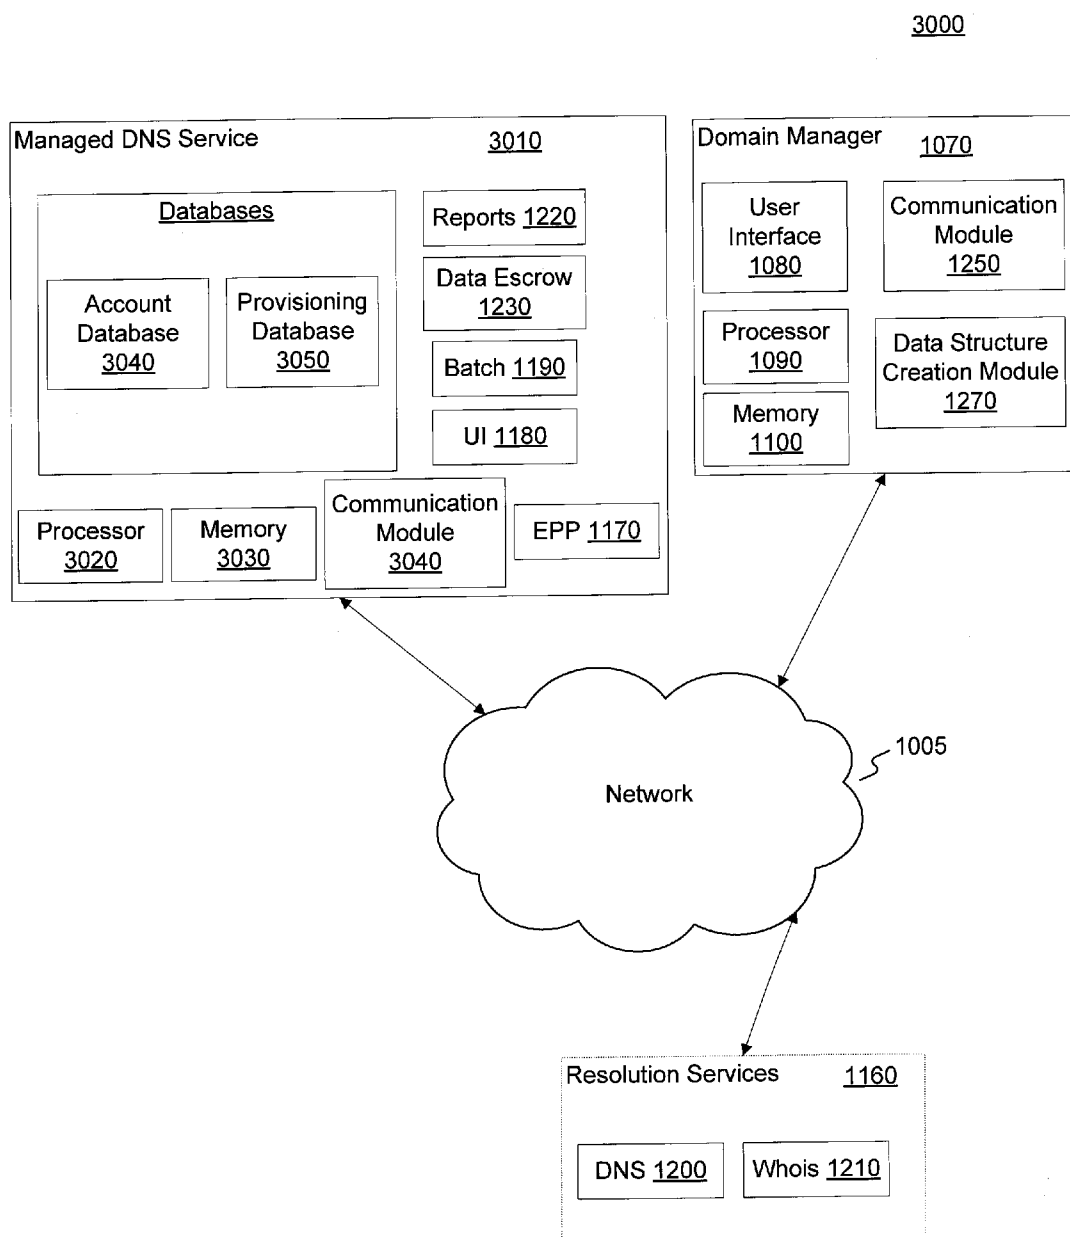 3000
Managed DNS Service 3010
Databases
Account
Database
3040
Provisioning
Database
3050
Reports 1220
Data Escrow
1230
Batch 1190
UI 1180
Processor
3020
Memory
3030
Communication
Module
3040
EPP 1170
Domain Manager 1070
User
Interface
1080
Communication
Module
1250
Processor
1090
Data Structure
Creation Module
1270
Memory
1100
Network
1005
Resolution Services 1160
DNS 1200
Whois 1210